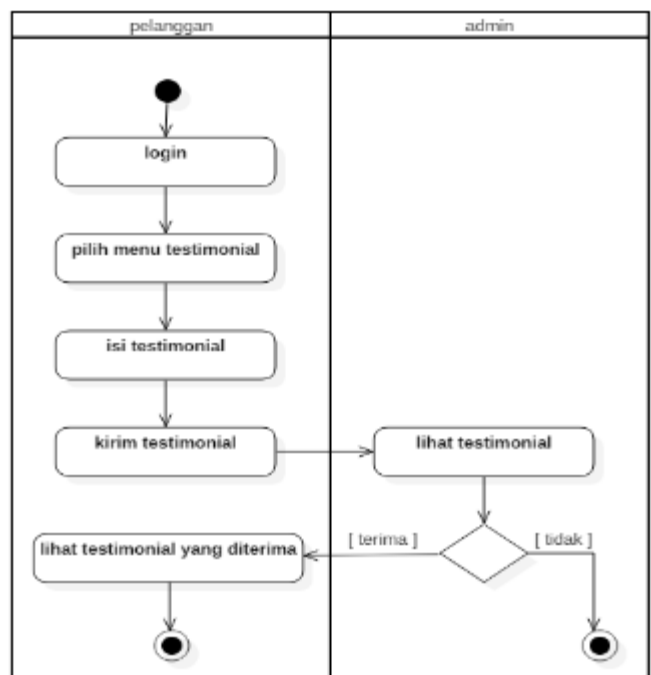 pelanggan
admin
login
pilih menu testimonial
isi testimonial
kirim testimonial
lihat testimonial
[ terima ]
[ tidak ]
lihat testimonial yang diterima